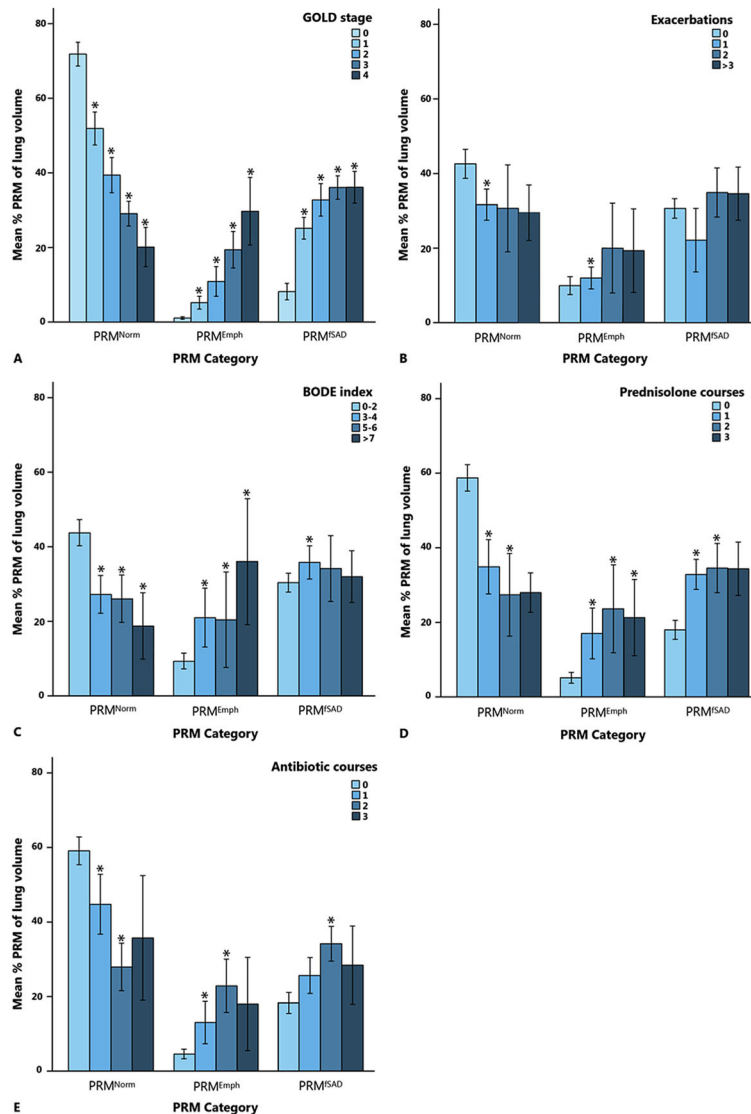 GOLD stage
0
1
2
3
4
80
60
40
20
0
Mean % PRM of lung volume
* * * * * * * * * * * *
PRMNorm PRMEmph PRMfSAD
A PRM Category
Exacerbations
0
1
2
>3
80
60
40
20
0
Mean % PRM of lung volume
* *
PRMNorm PRMEmph PRMfSAD
B PRM Category
BODE index
0-2
3-4
5-6
>7
80
60
40
20
0
Mean % PRM of lung volume
* * * * * * *
PRMNorm PRMEmph PRMfSAD
C PRM Category
Prednisolone courses
0
1
2
3
80
60
40
20
0
Mean % PRM of lung volume
* * * * * * *
PRMNorm PRMEmph PRMfSAD
D PRM Category
Antibiotic courses
0
1
2
3
80
60
40
20
0
Mean % PRM of lung volume
* * * * *
PRMNorm PRMEmph PRMfSAD
E PRM Category